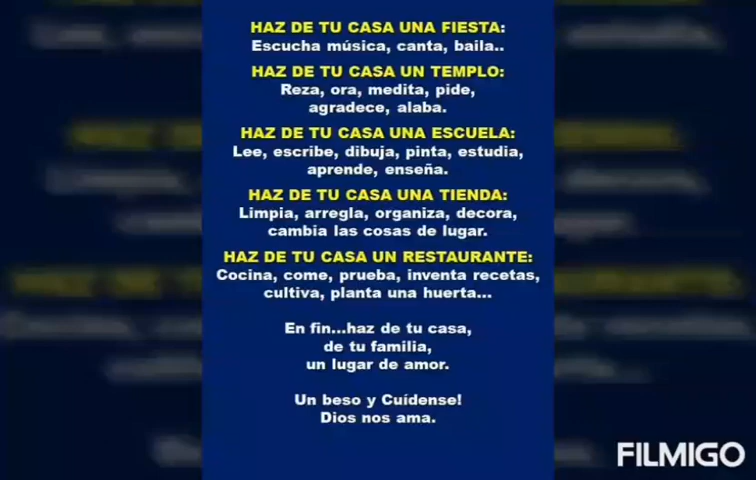 HAZ DE TU CASA UNA FIESTA:
Escucha música, canta, baila..
HAZ DE TU CASA UN TEMPLO:
Reza, ora, medita, pide,
agradece, alaba.
HAZ DE TU CASA UNA ESCUELA:
Lee, escribe, dibuja, pinta, estudia,
aprende, enseña.
HAZ DE TU CASA UNA TIENDA:
Limpia, arregla, organiza, decora,
cambia las cosas de lugar.
HAZ DE TU CASA UN RESTAURANTE:
Cocina, come, prueba, inventa recetas,
cultiva, planta una huerta...
En fin...haz de tu casa,
de tu familia,
un lugar de amor.
Un beso y Cuídense!
Dios nos ama.
FILMIGO